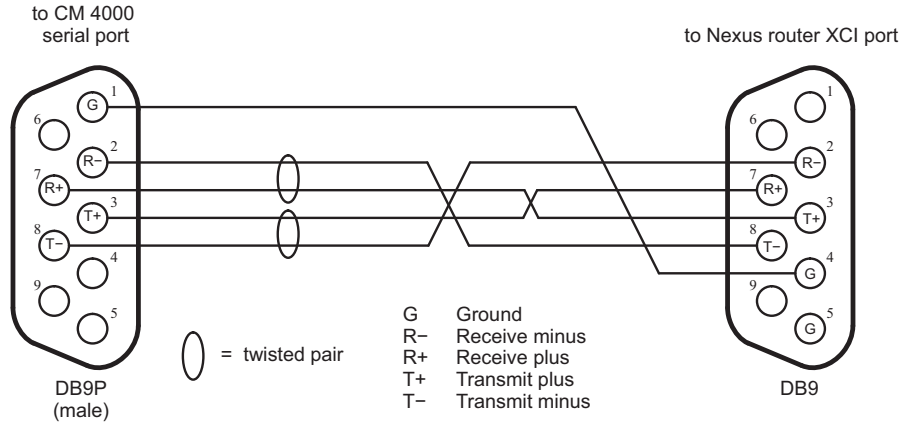 to CM 4000
serial port
to Nexus router XCI port
1
G
6
2
R−
7
R+
3
T+
8
T−
4
9
5
1
6
2
R−
7
R+
3
T+
8
T−
4
G
9
5
G
= twisted pair
G Ground
R− Receive minus
R+ Receive plus
T+ Transmit plus
T− Transmit minus
DB9P
(male)
DB9